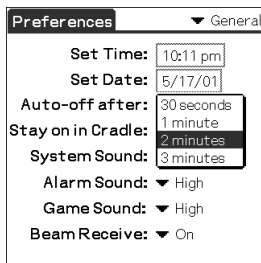 Preferences General
Set Time: 10:11 pm
Set Date: 5/17/01
Auto-off after: 30 seconds
1 minute
Stay on in Cradle:
2 minutes
System Sound: 3 minutes
Alarm Sound: High
Game Sound: High
Beam Receive: On